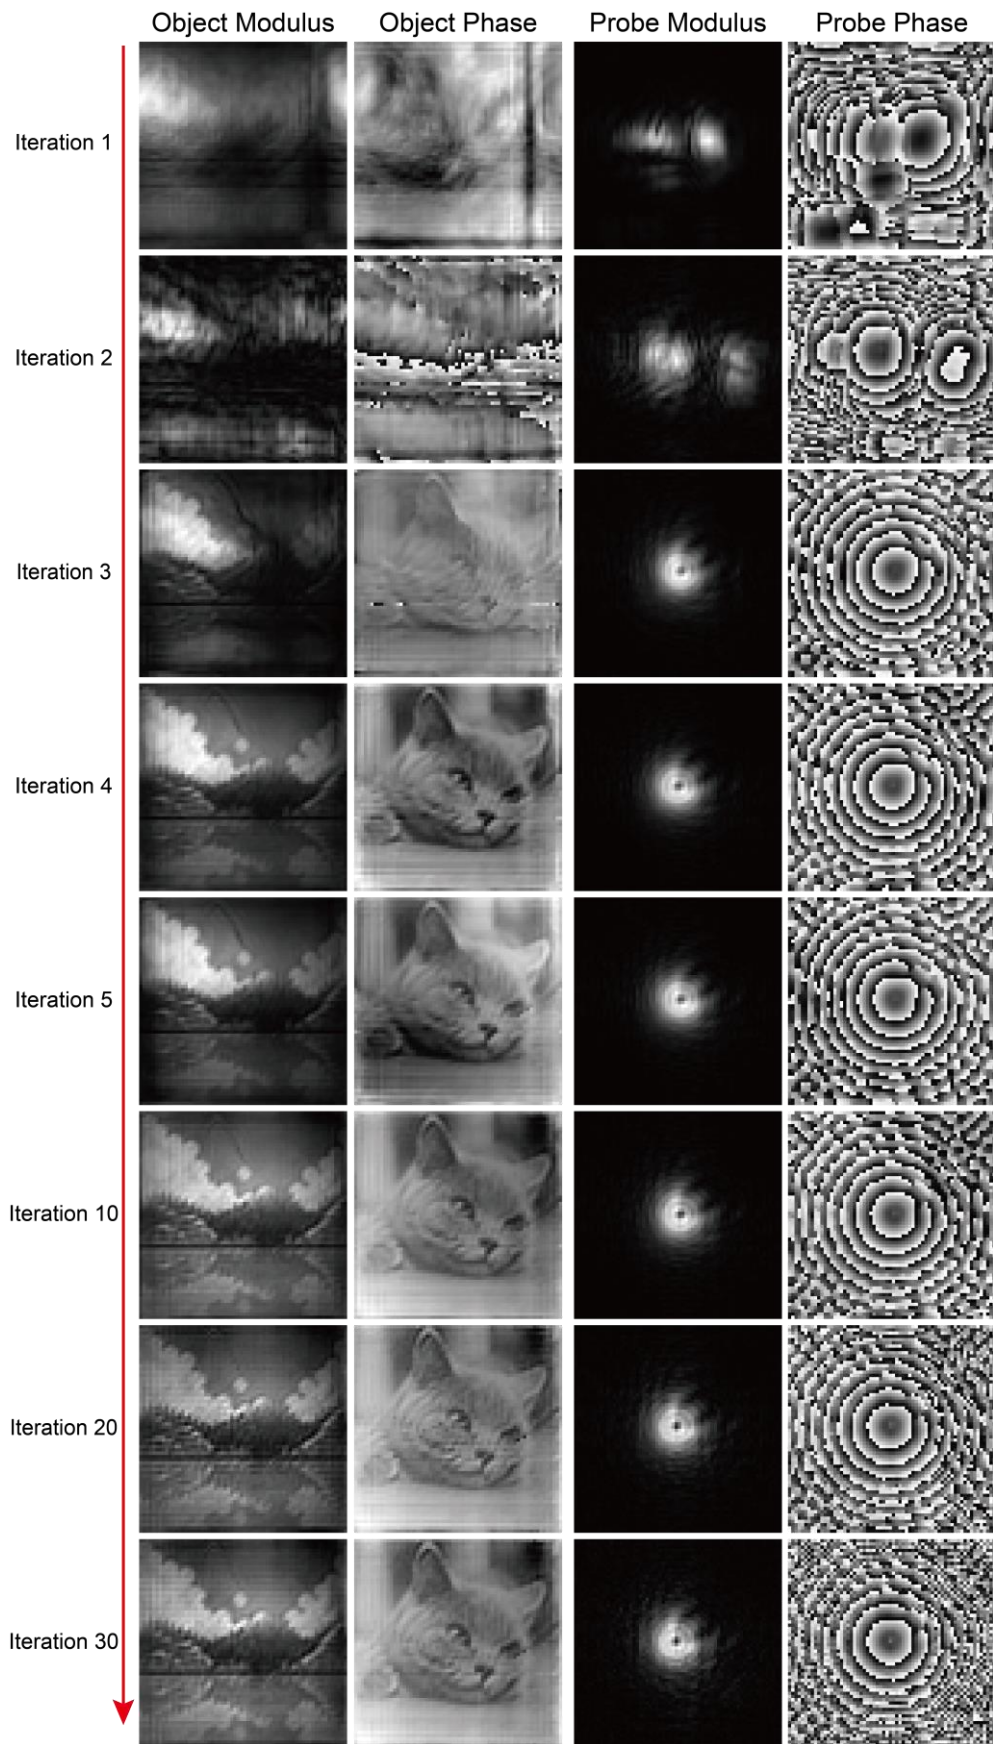 Object Modulus Object Phase Probe Modulus Probe Phase
Iteration 1
Iteration 2
Iteration 3
Iteration 4
Iteration 5
Iteration 10
Iteration 20
Iteration 30